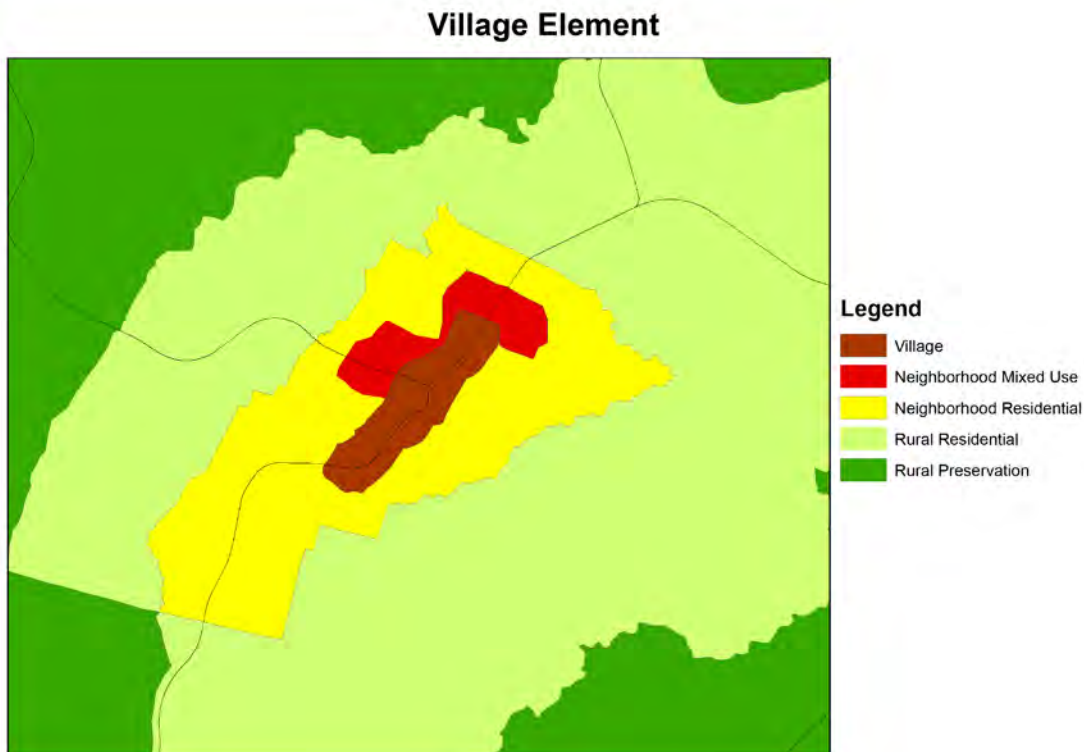 Village Element
Legend
Village
Neighborhood Mixed Use
Neighborhood Residential
Rural Residential
Rural Preservation